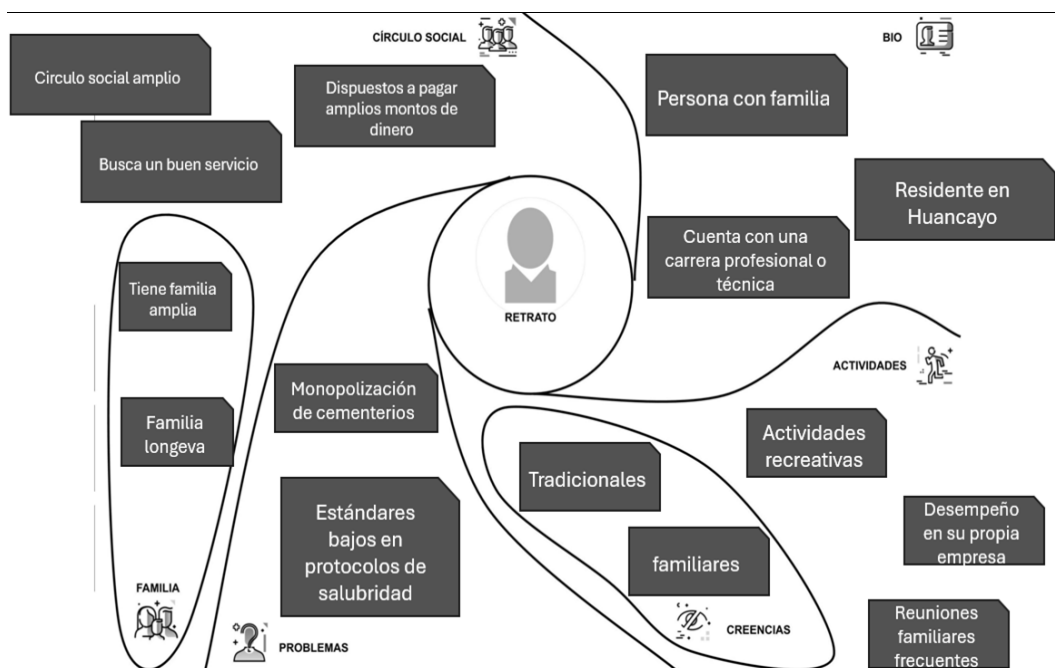 CÍRCULO SOCIAL
Circulo social amplio
Busca un buen servicio
Dispuestos a pagar
amplios montos de
dinero
BIO
Persona con familia
Residente en
Huancayo
Cuenta con una
carrera profesional o
técnica
RETRATO
Tiene familia
amplia
Familia
longeva
FAMILIA
Monopolización
de cementerios
Estándares
bajos en
protocolos de
salubridad
PROBLEMAS
Tradicionales
familiares
CREENCIAS
ACTIVIDADES
Actividades
recreativas
Desempeño
en su propia
empresa
Reuniones
familiares
frecuentes